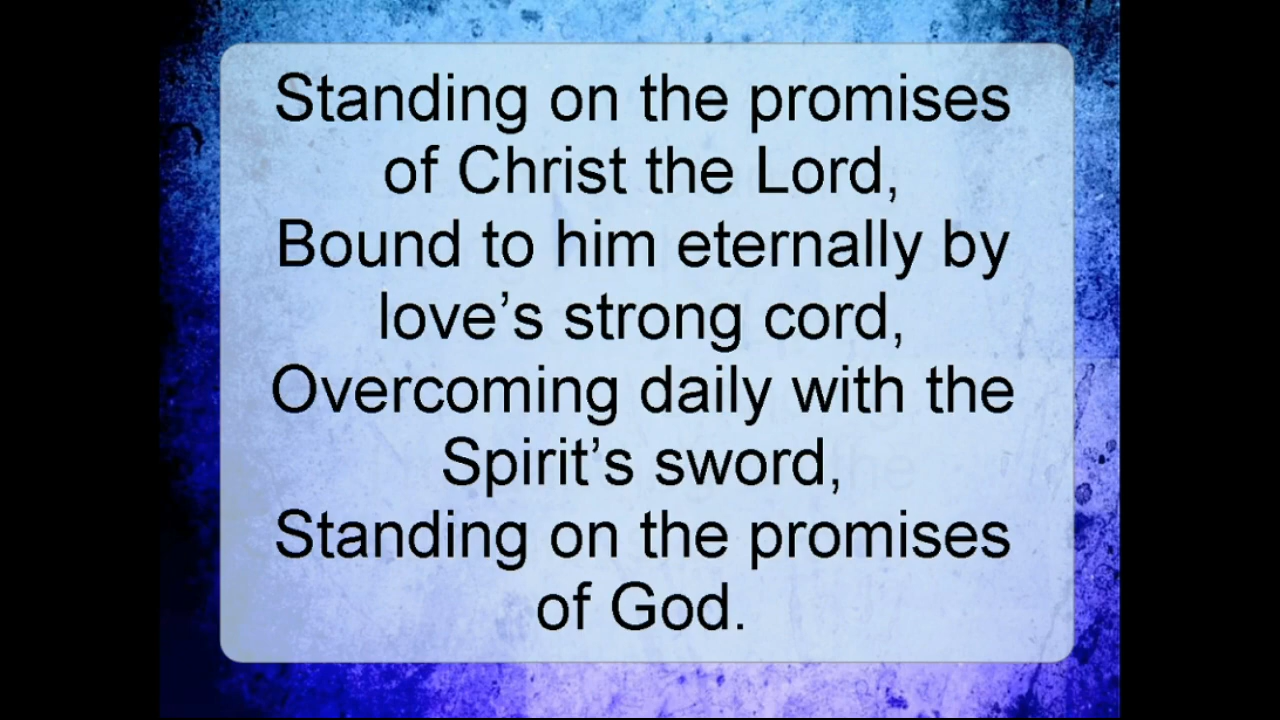 Standing on the promises
of Christ the Lord,
Bound to him eternally by
love’s strong cord,
Overcoming daily with the
Spirit’s sword,
Standing on the promises
of God.